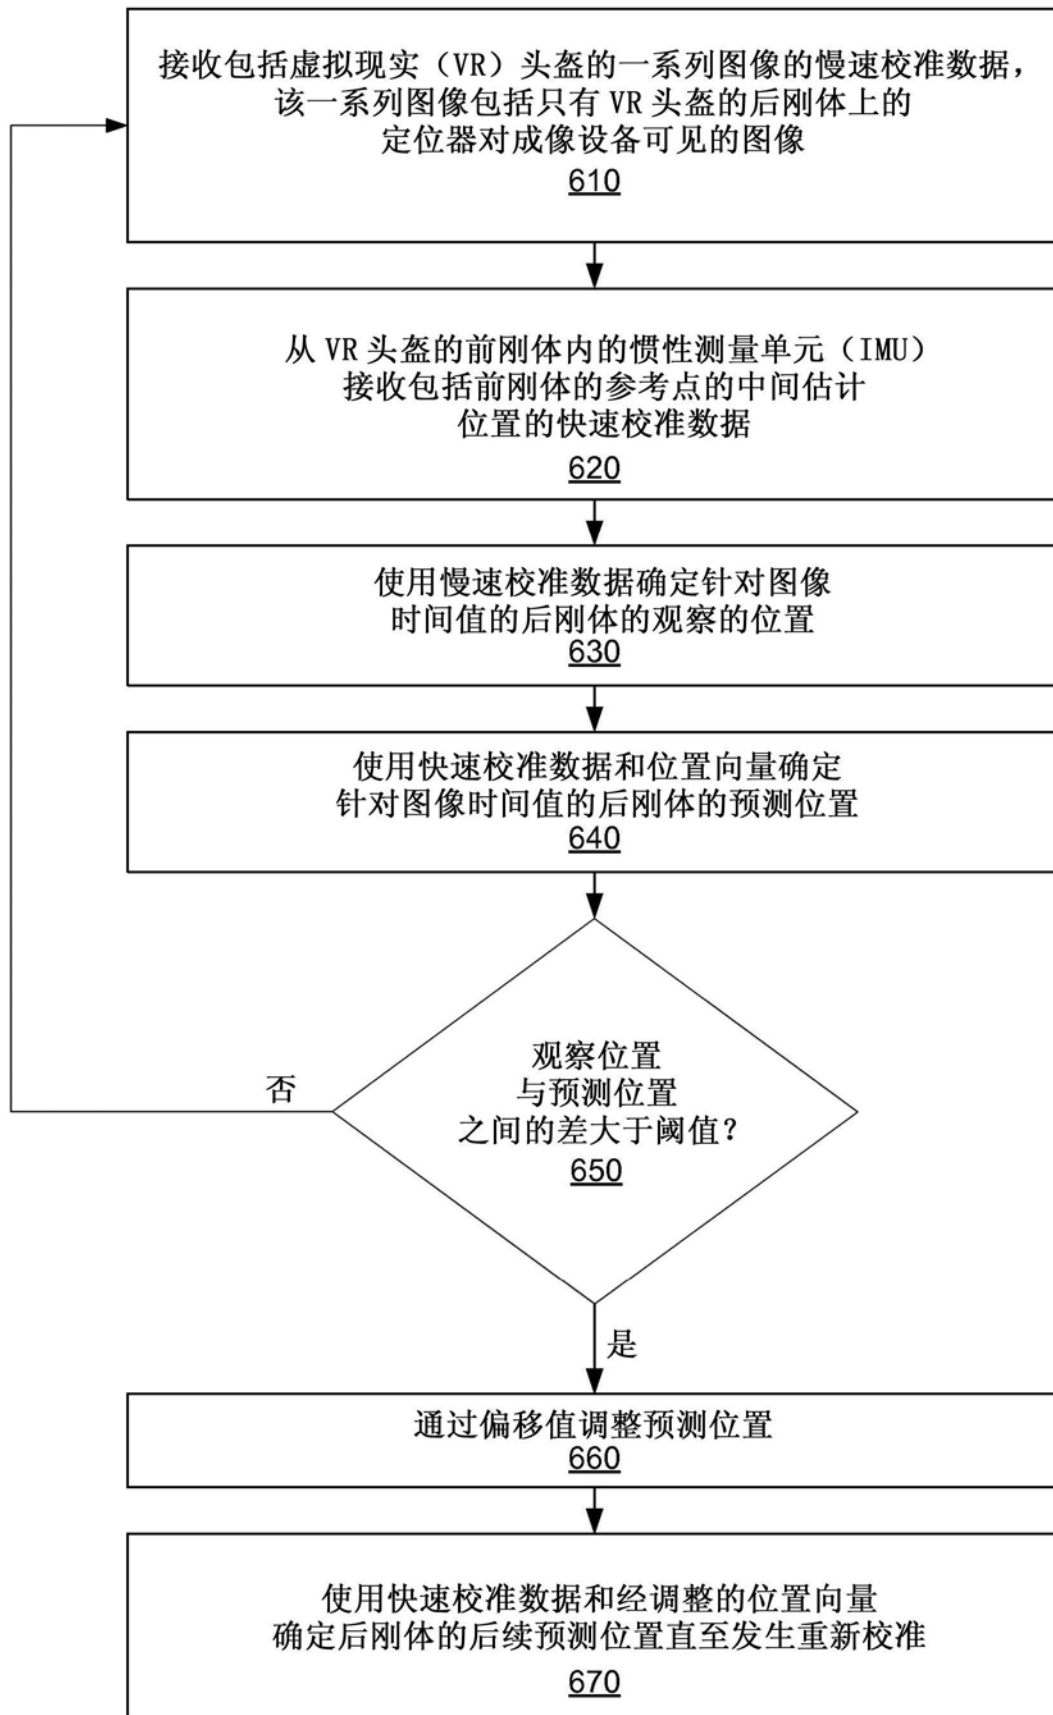 接收包括虚拟现实（VR）头盔的一系列图像的慢速校准数据，
该一系列图像包括只有 VR 头盔的后刚体上的
定位器对成像设备可见的图像
610
从 VR 头盔的前刚体内的惯性测量单元（IMU）
接收包括前刚体的参考点的中间估计
位置的快速校准数据
620
使用慢速校准数据确定针对图像
时间值的后刚体的观察的位置
630
使用快速校准数据和位置向量确定
针对图像时间值的后刚体的预测位置
640
观察位置
与预测位置
之间的差大于阈值？
650
否
是
通过偏移值调整预测位置
660
使用快速校准数据和经调整的位置向量
确定后刚体的后续预测位置直至发生重新校准
670